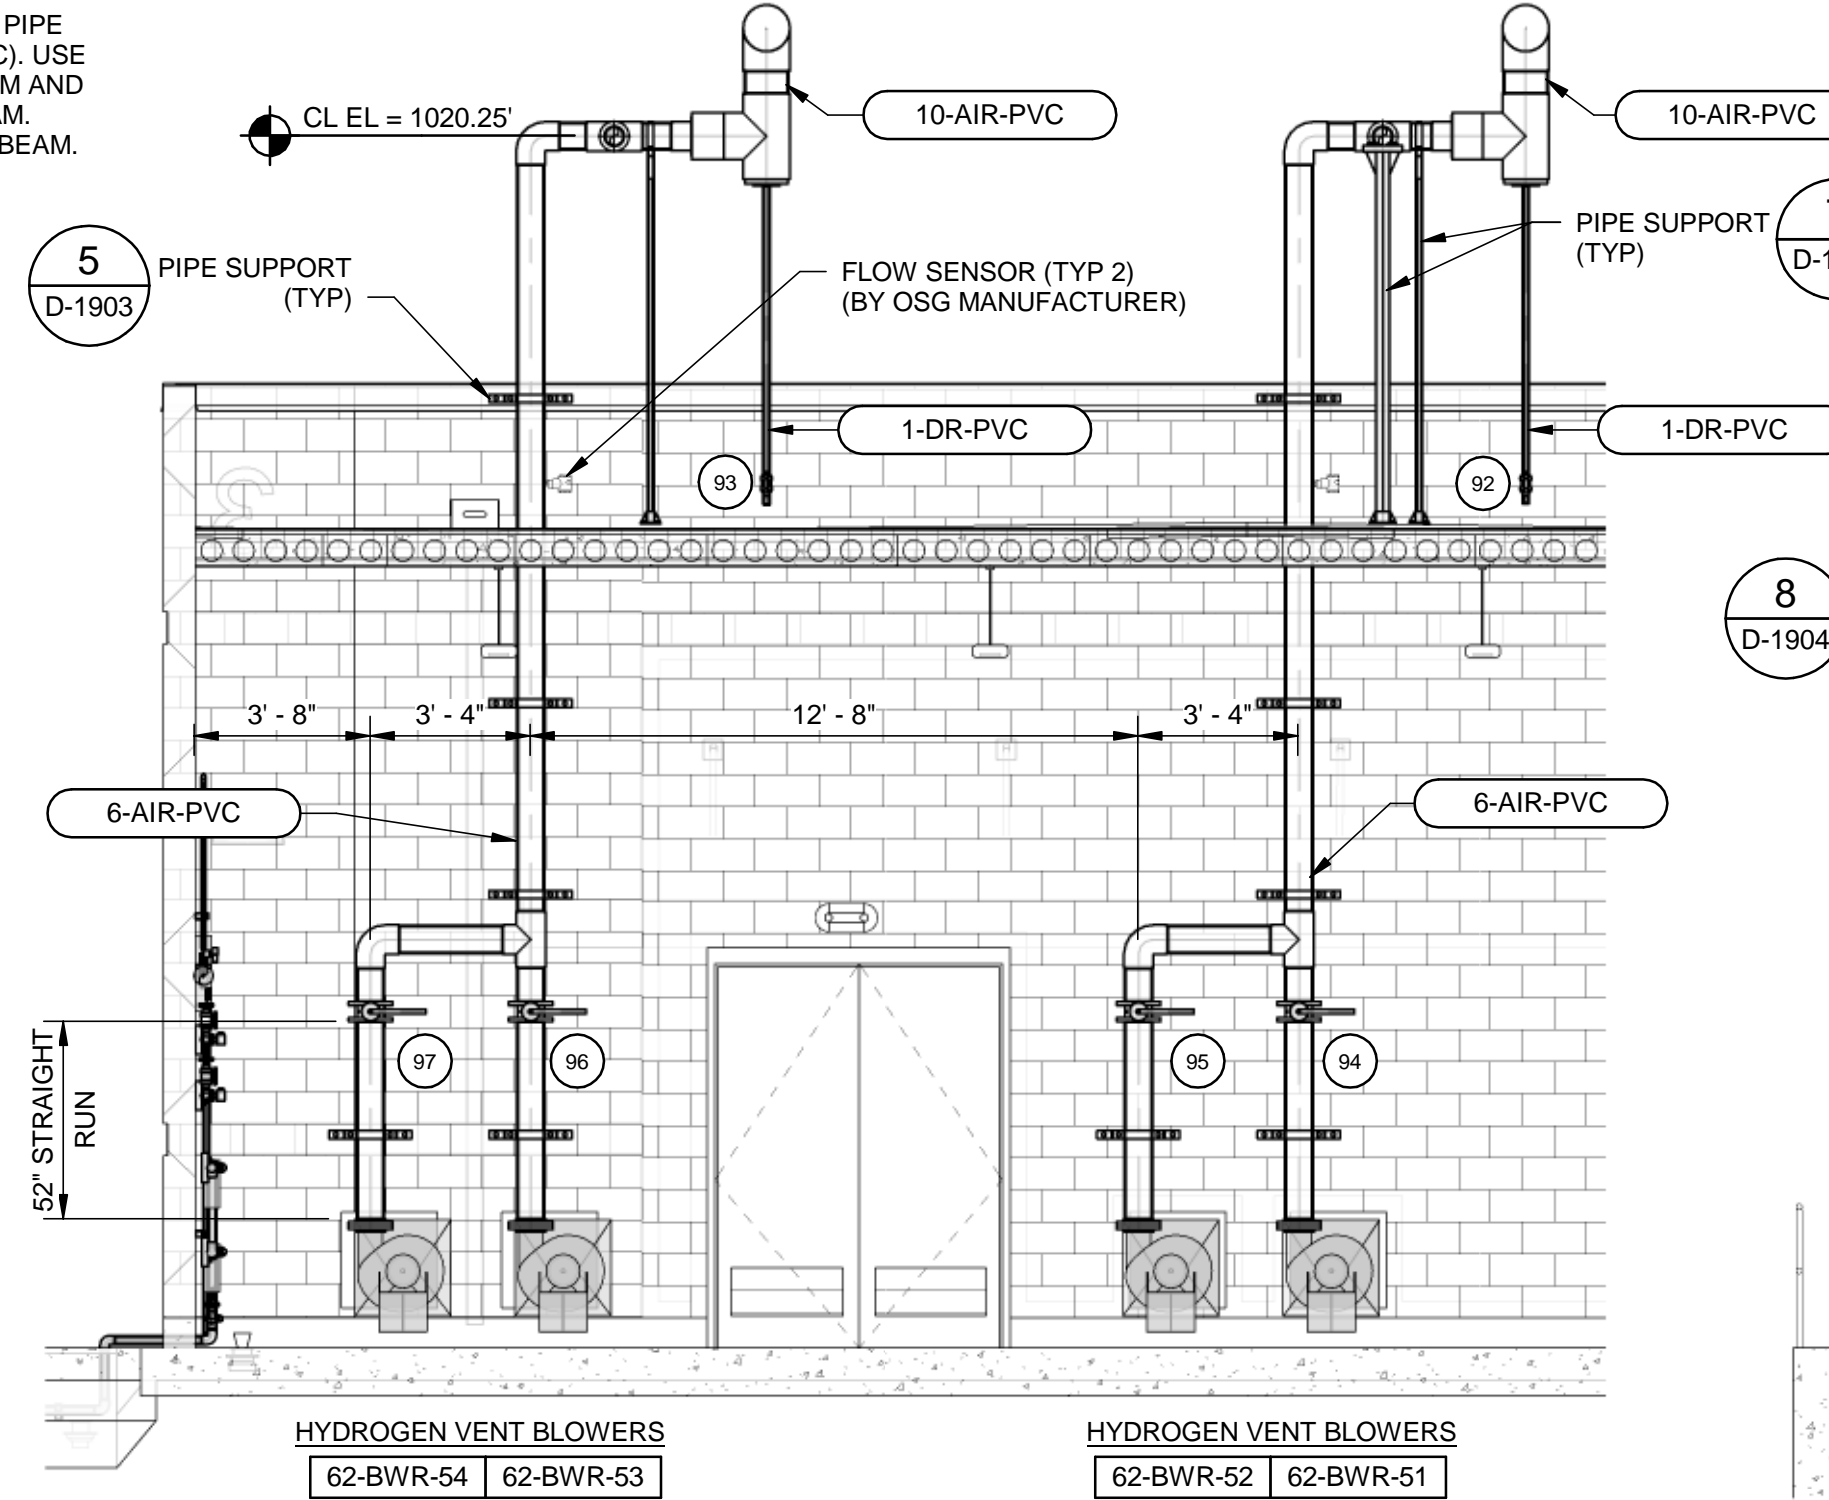 PIPE
C). USE
M AND
AM.
BEAM.
CL EL = 1020.25'
10-AIR-PVC
10-AIR-PVC
5
D-1903
PIPE SUPPORT
(TYP)
FLOW SENSOR (TYP 2)
(BY OSG MANUFACTURER)
PIPE SUPPORT
(TYP)
D-1
1-DR-PVC
1-DR-PVC
93
92
3
8
D-1904
3' - 8"
3' - 4"
12' - 8"
3' - 4"
6-AIR-PVC
6-AIR-PVC
52" STRAIGHT
RUN
97
96
95
94
HYDROGEN VENT BLOWERS
62-BWR-54 62-BWR-53
HYDROGEN VENT BLOWERS
62-BWR-52 62-BWR-51